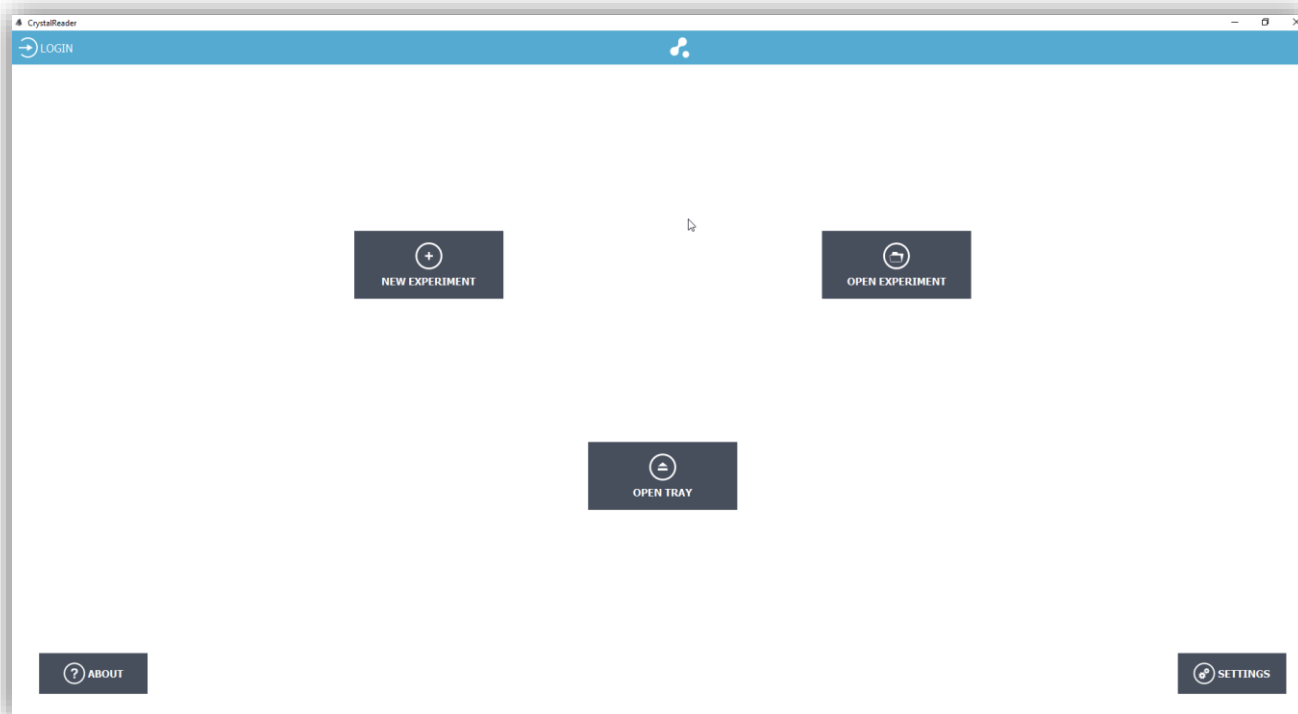 CrystalReader
LOGIN
NEW EXPERIMENT
OPEN EXPERIMENT
OPEN TRAY
ABOUT
SETTINGS